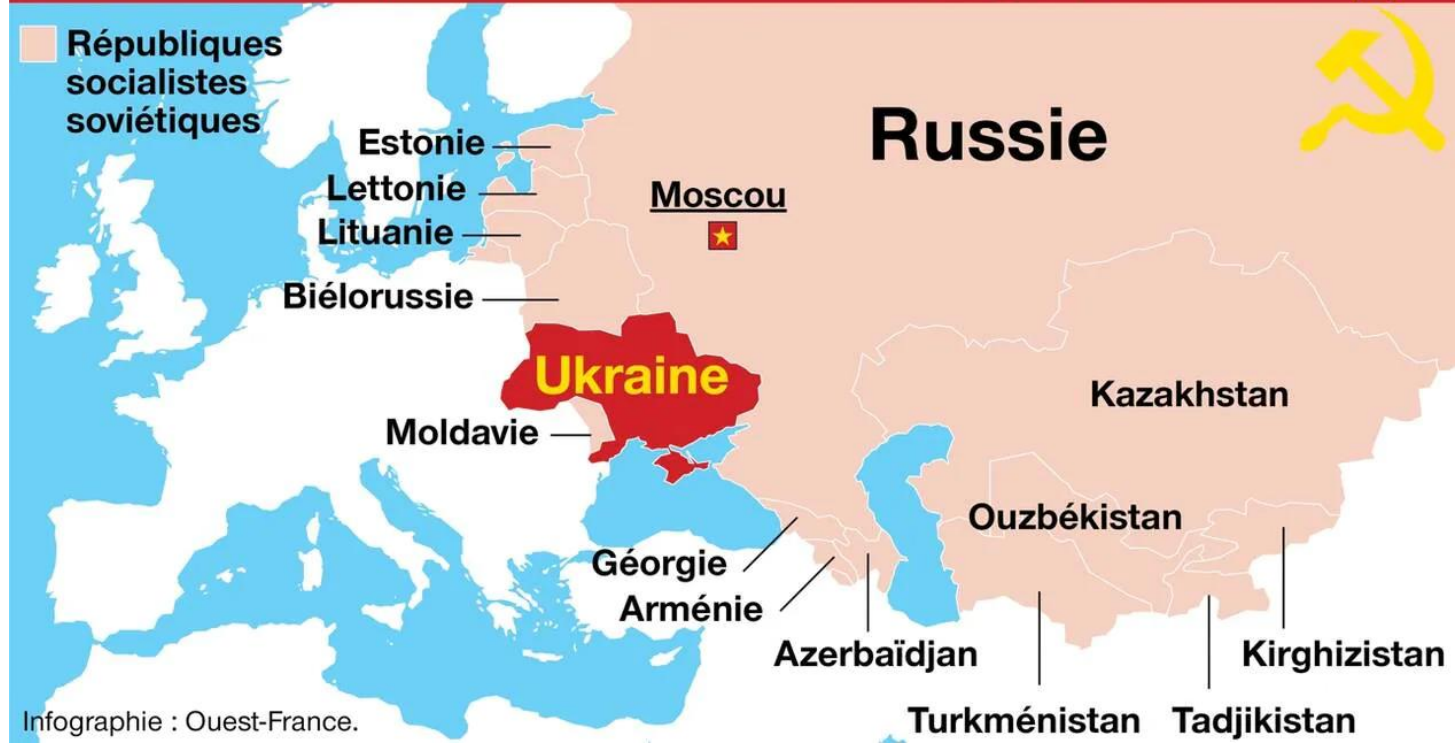 Républiques
socialistes
soviétiques
Russie
Estonie
Moscou
Lettonie
Lituanie
Biélorussie
Ukraine
Kazakhstan
Moldavie
Ouzbékistan
Géorgie
Arménie
Azerbaïdjan
Kirghizistan
Turkménistan
Tadjikistan
Infographie : Ouest-France.